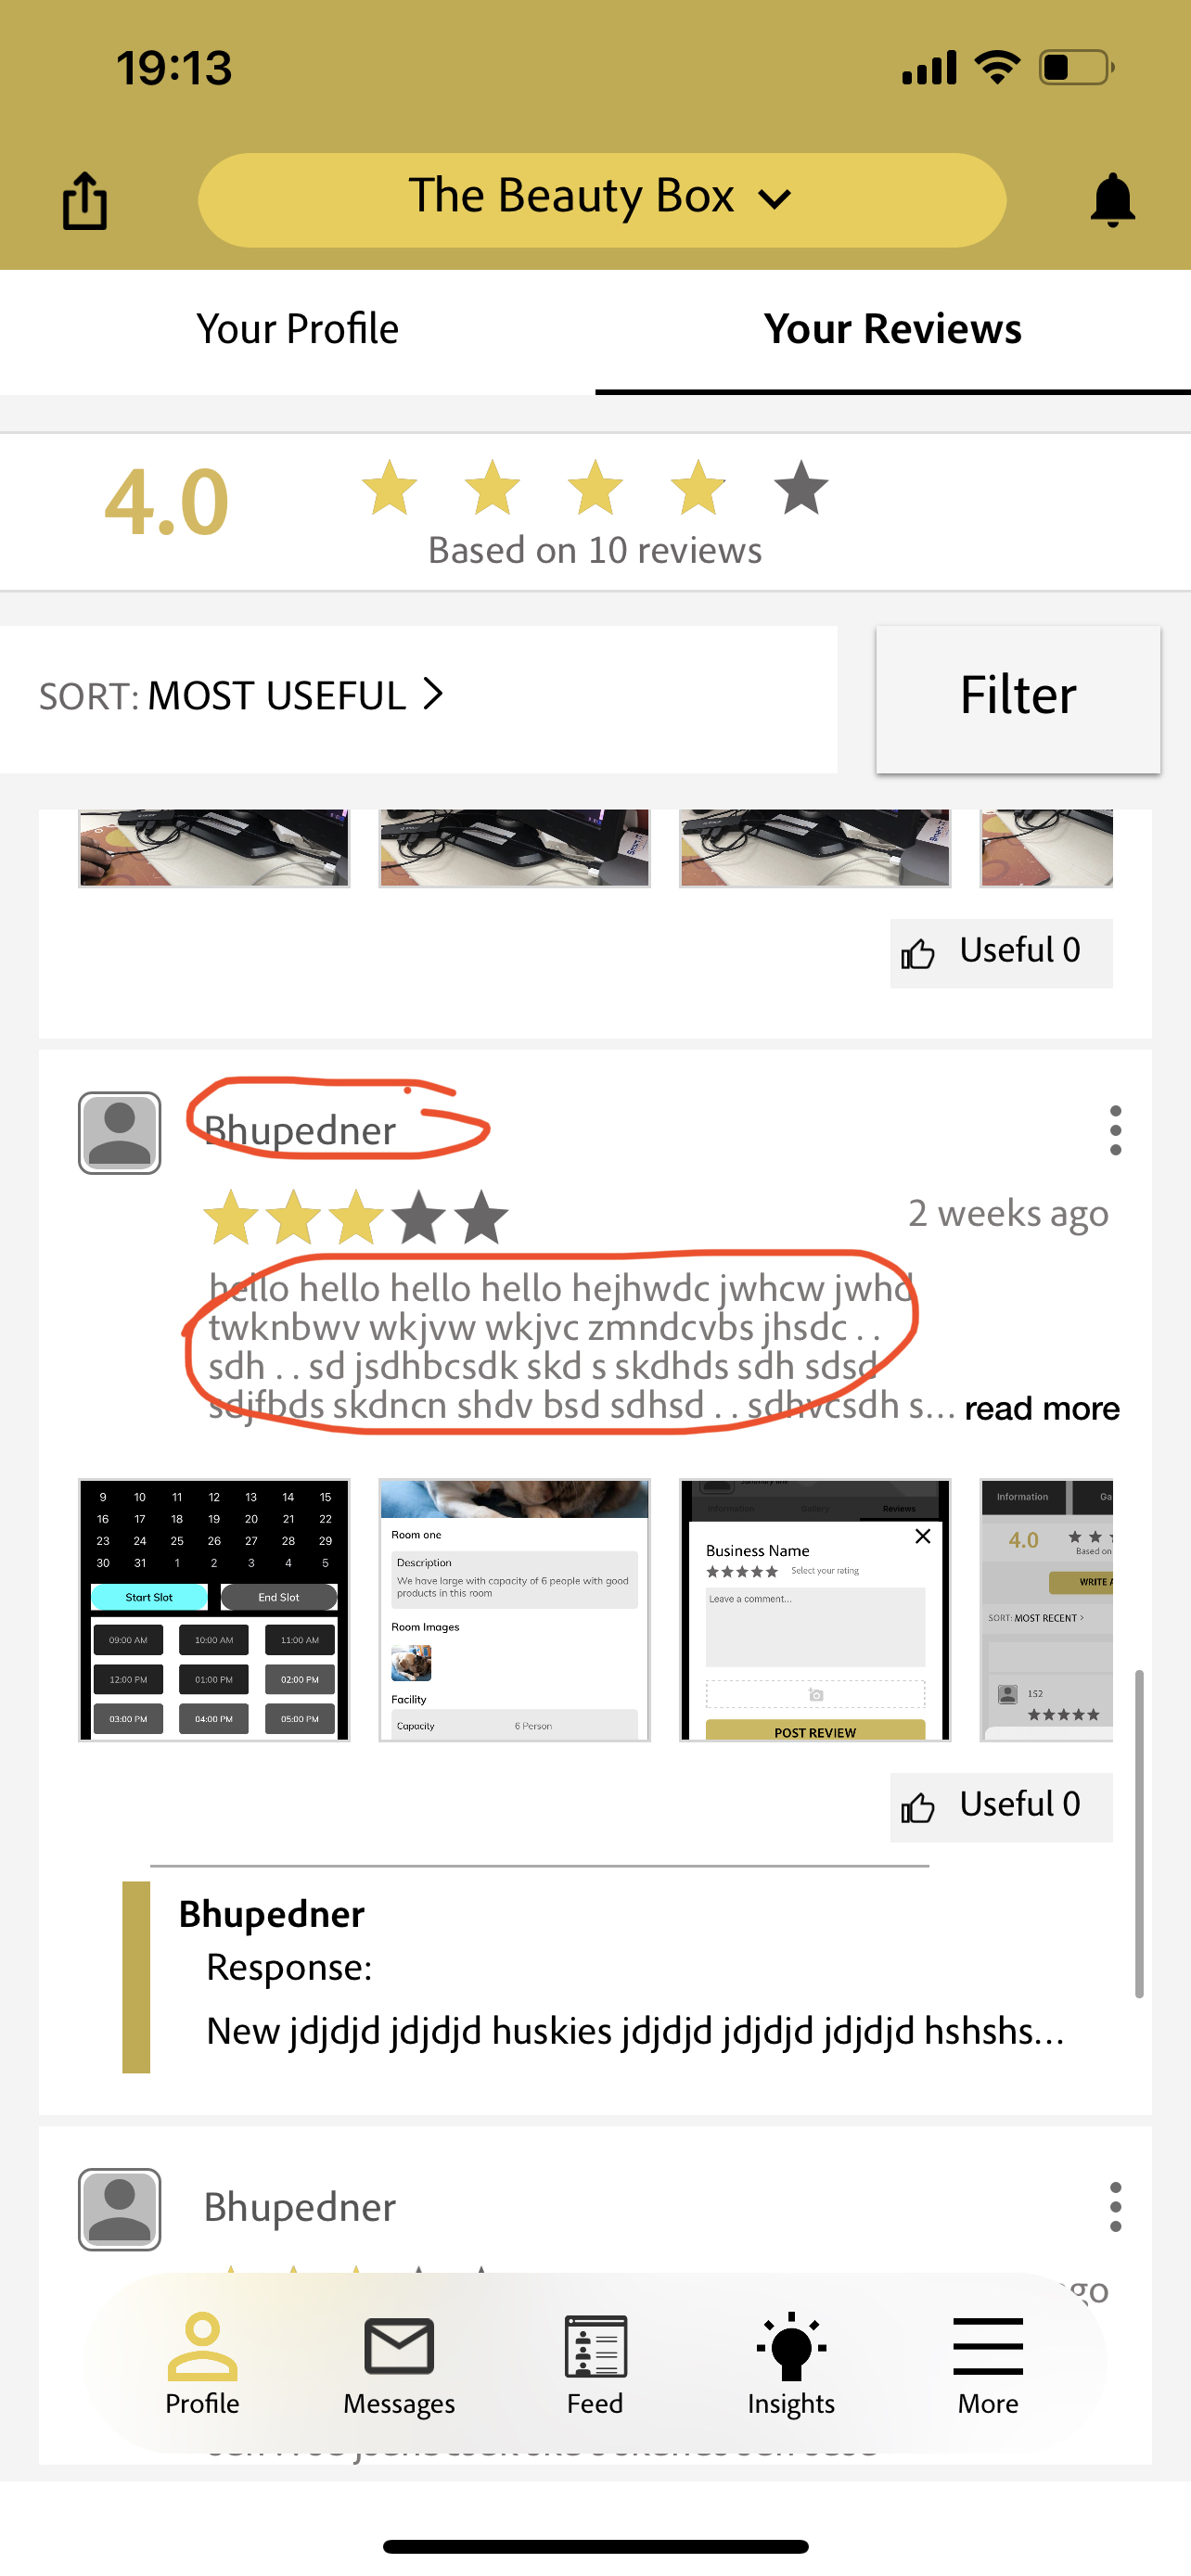 19:13
The Beauty Box
Your Profile
Your Reviews
4.0
Based on 10 reviews
SORT: MOST USEFUL >
Filter
Useful 0
Bhupedner
2 weeks ago
hello hello hello hello hejhwdc jwhcw jwhd
twknbwv wkjvw wkjvc zmndcvbs jhsdc . .
sdh . . sd jsdhbcsdk skd s skdhds sdh sdsd
sdjfbds skdncn shdv bsd sdhsd . . sdhvcsdh s... read more
9 10 11 12 13 14 15
16 17 18 19 20 21 22
23 24 25 26 27 28 29
30 31 1 2 3 4 5
Start Slot End Slot
09:00 AM 10:00 AM 11:00 AM
12:00 PM 01:00 PM 02:00 PM
03:00 PM 04:00 PM 05:00 PM
Room one
Description
We have large with capacity of 6 people with good
products in this room
Room Images
Facility
Capacity 6 Person
Information Gallery Reviews
Business Name
Select your rating
Leave a comment...
POST REVIEW
Information Ga
4.0
Based on
WRITE A
SORT: MOST RECENT >
152
Useful 0
Bhupedner
Response:
New jdjdjd jdjdjd huskies jdjdjd jdjdjd jdjdjd hshshs...
Bhupedner
go
Profile
Messages
Feed
Insights
More